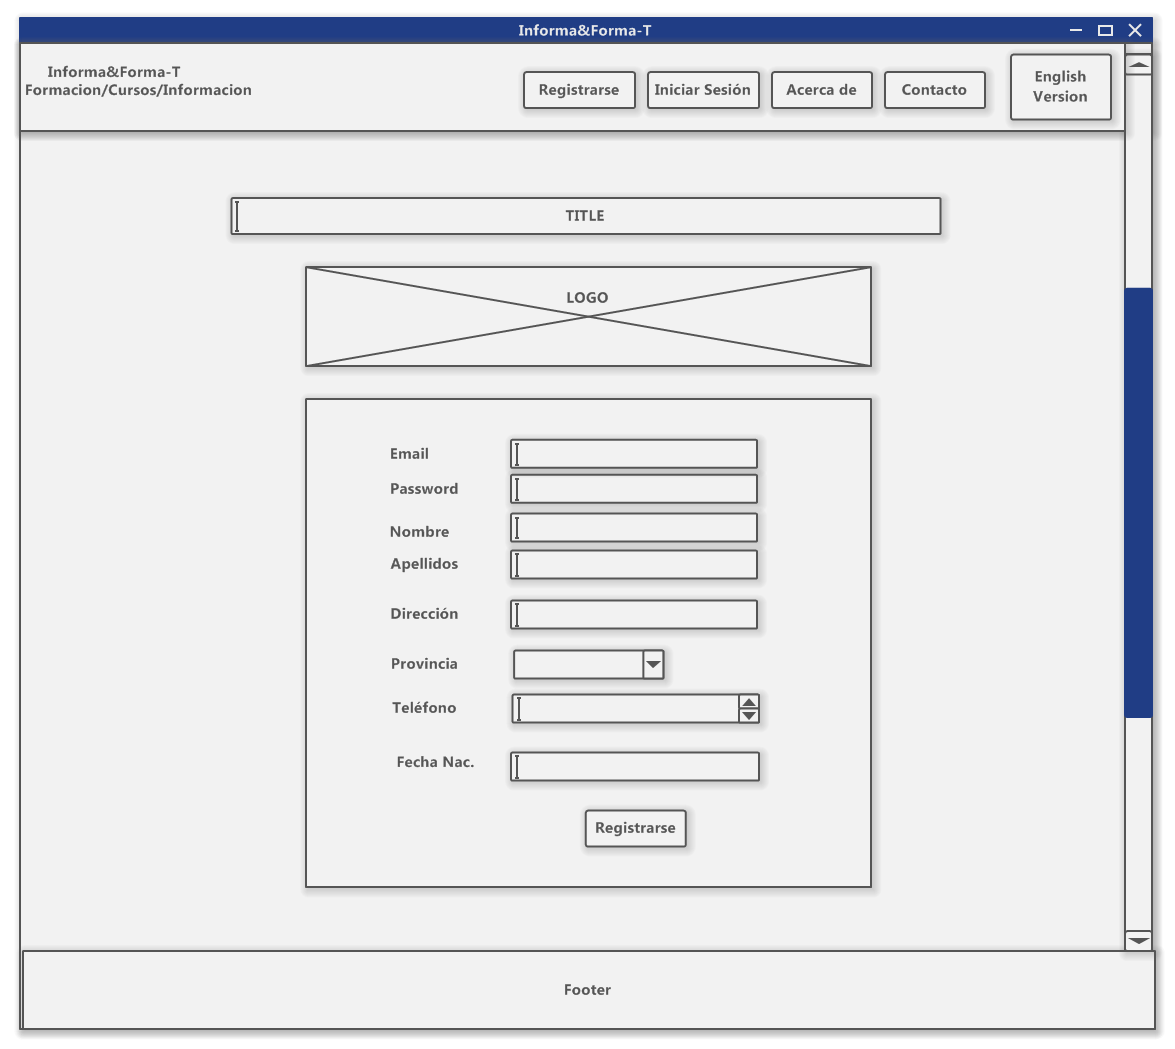 Informa&Forma-T
Informa&Forma-T
Formacion/Cursos/Informacion
Registrarse
Iniciar Sesión
Acerca de
Contacto
English
Version
TITLE
LOGO
Email
Password
Nombre
Apellidos
Dirección
Provincia
Teléfono
Fecha Nac.
Registrarse
Footer